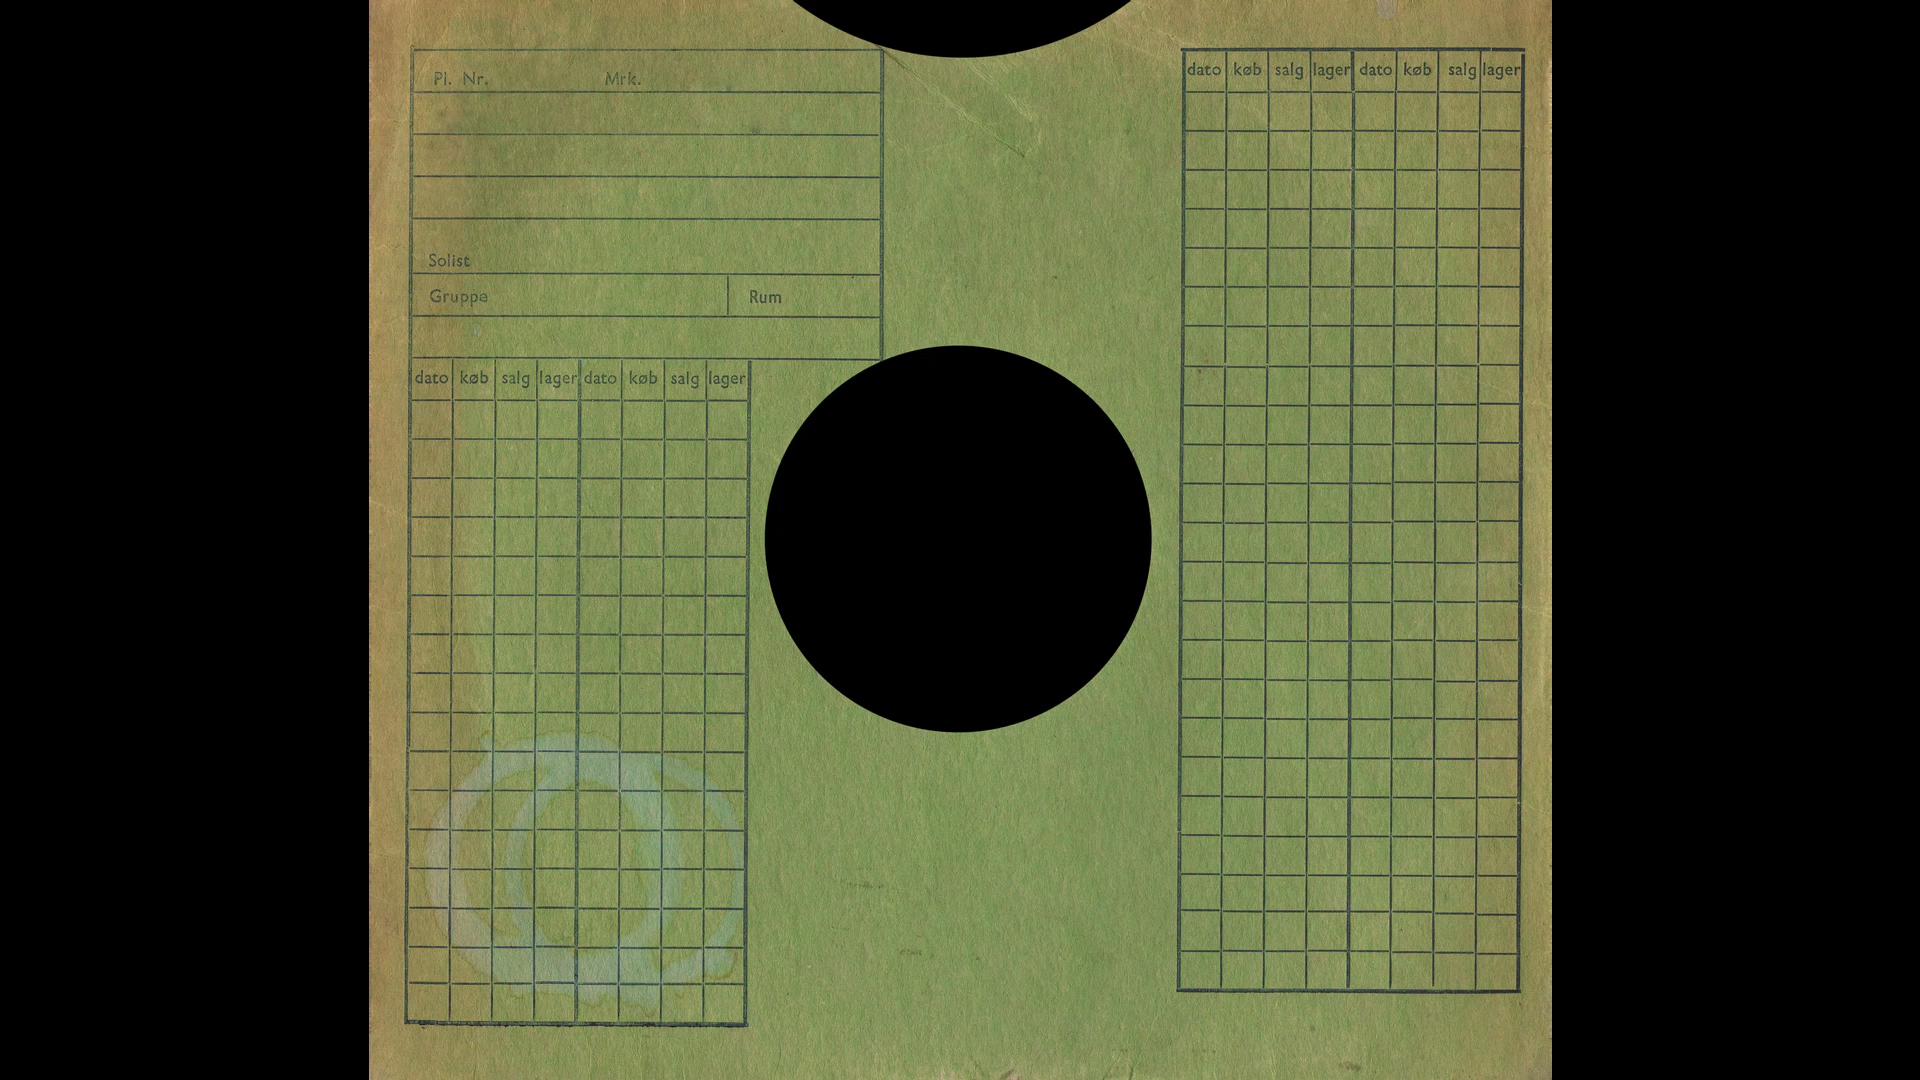 Pl. Nr. Mrk.
Solist
Gruppe Rum
dato køb salg lager dato køb salg lager
dato køb salg lager dato køb salg lager